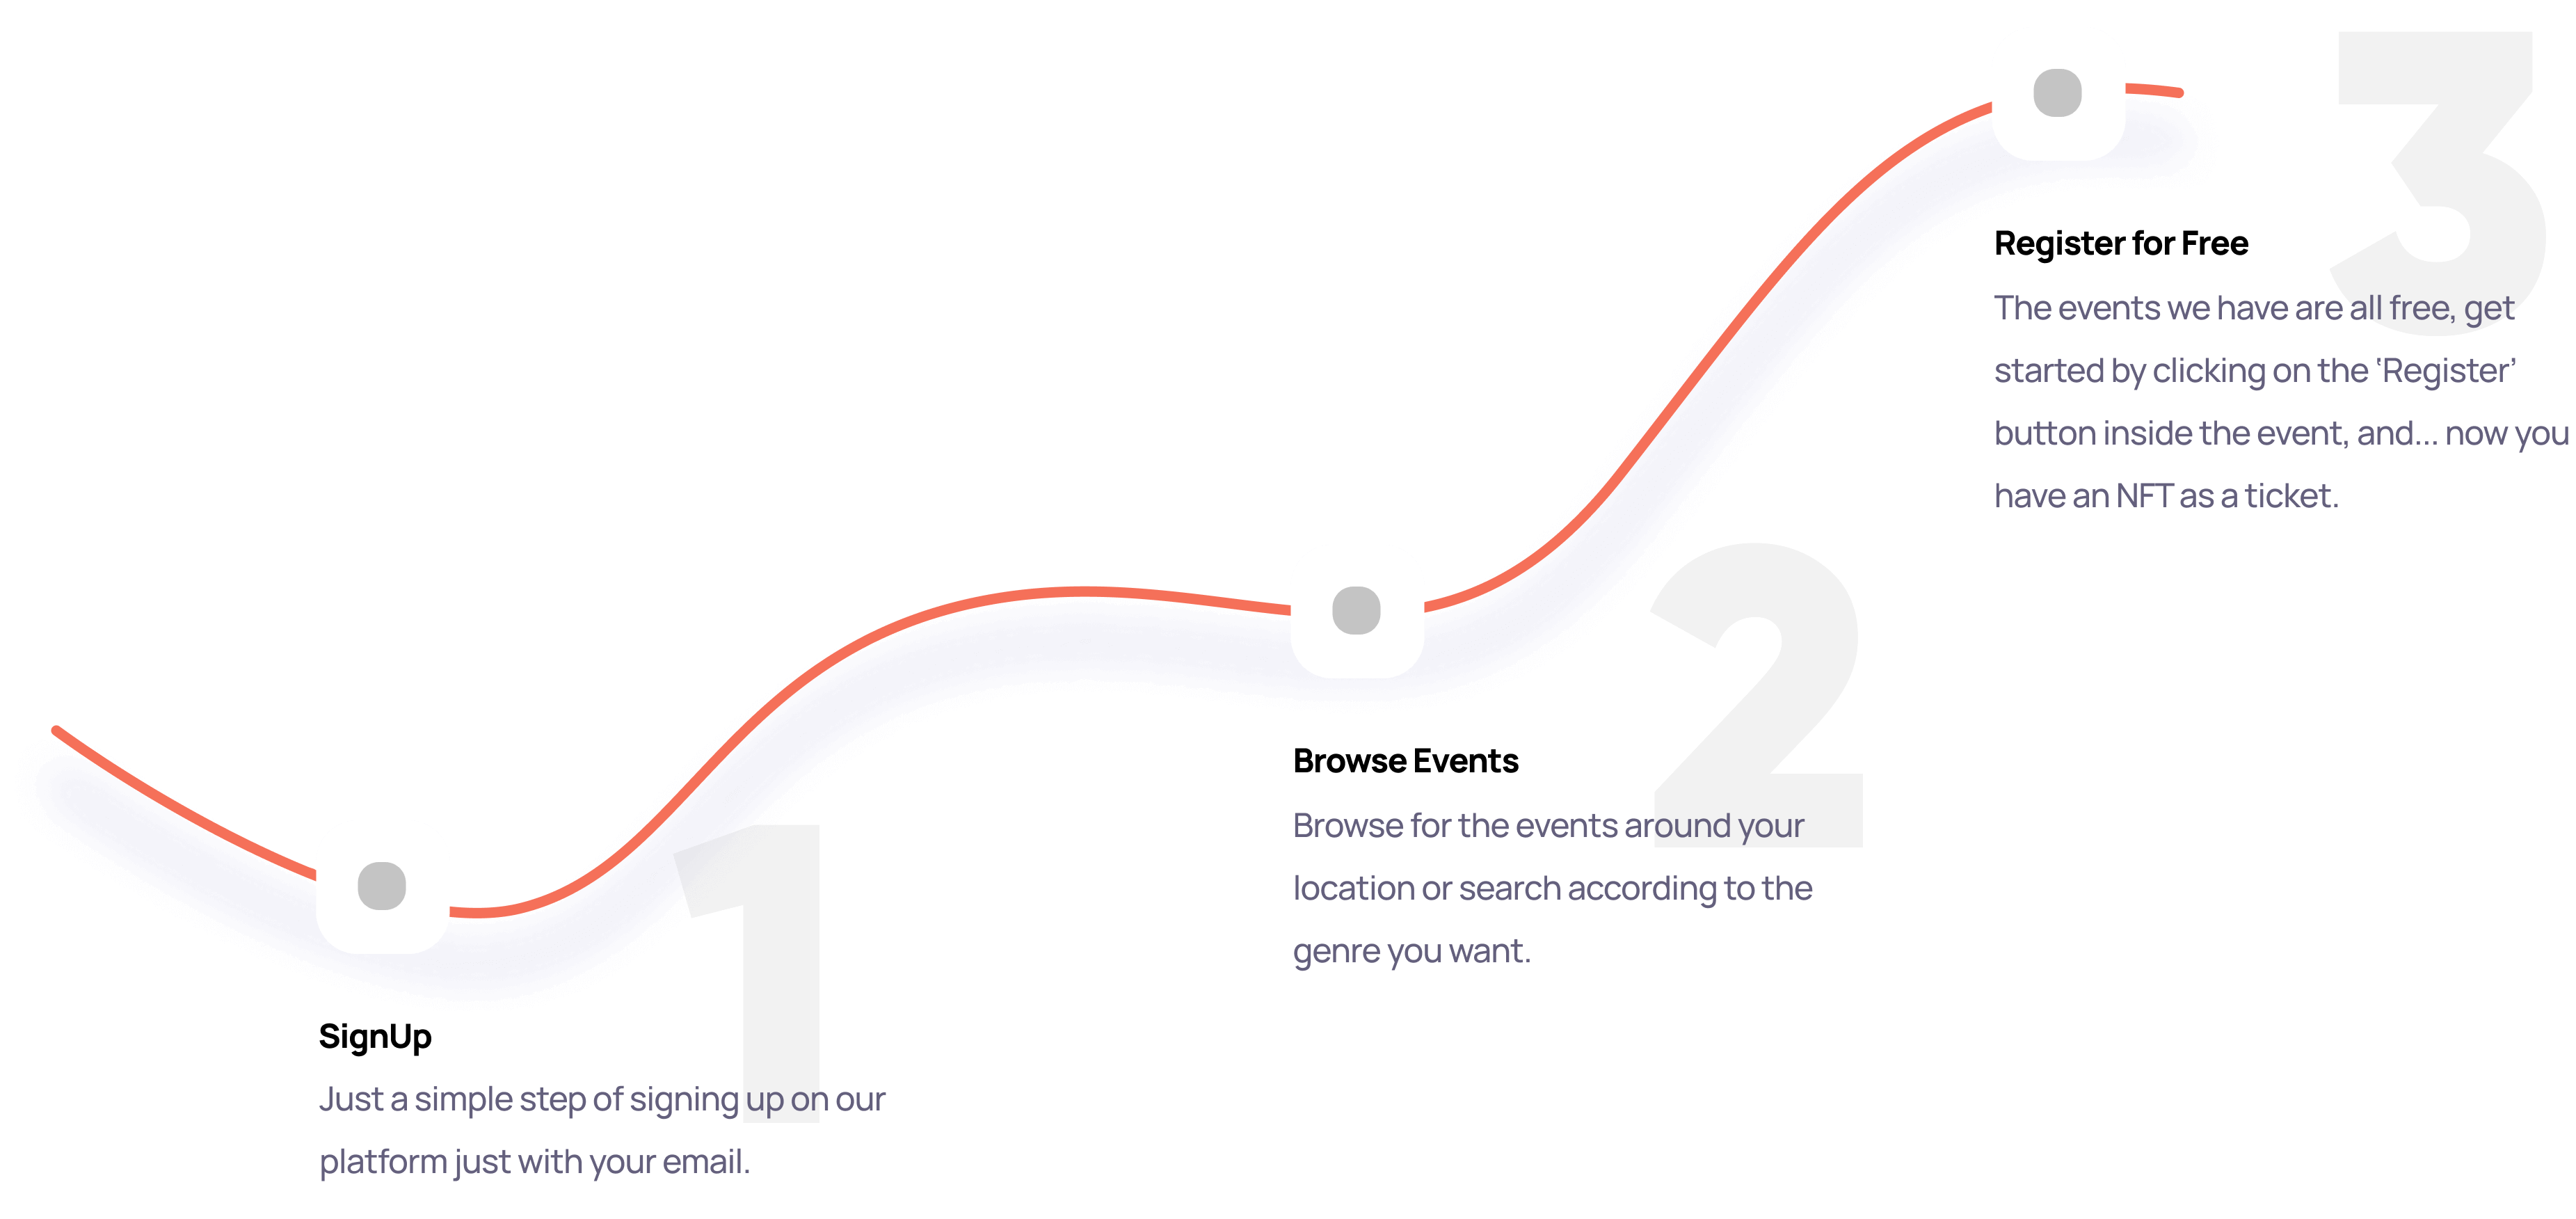 1
SignUp
Just a simple step of signing up on our
platform just with your email.
2
Browse Events
Browse for the events around your
location or search according to the
genre you want.
3
Register for Free
The events we have are all free, get
started by clicking on the ‘Register’
button inside the event, and... now you
have an NFT as a ticket.